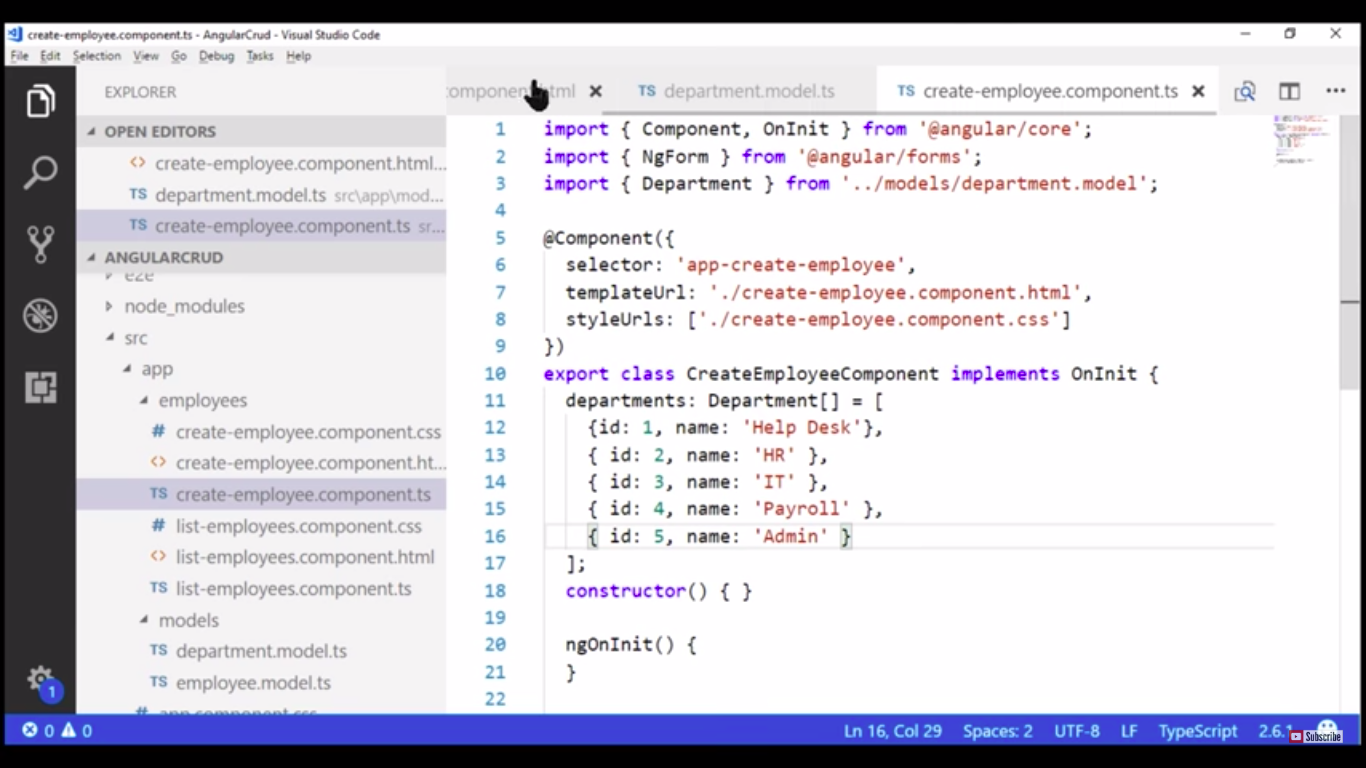 create-employee.component.ts - AngularCrud - Visual Studio Code
File Edit Selection View Go Debug Tasks Help
EXPLORER
OPEN EDITORS
<> create-employee.component.html...
TS department.model.ts src\app\mod...
TS create-employee.component.ts sr...
ANGULARCRUD
e2e
node_modules
src
app
employees
# create-employee.component.css
<> create-employee.component.ht...
TS create-employee.component.ts
# list-employees.component.css
<> list-employees.component.html
TS list-employees.component.ts
models
TS department.model.ts
TS employee.model.ts
# app.component.css
1
TS department.model.ts
TS create-employee.component.ts
1 import { Component, OnInit } from '@angular/core';
2 import { NgForm } from '@angular/forms';
3 import { Department } from '../models/department.model';
4
5 @Component({
6 selector: 'app-create-employee',
7 templateUrl: './create-employee.component.html',
8 styleUrls: ['./create-employee.component.css']
9 })
10 export class CreateEmployeeComponent implements OnInit {
11 departments: Department[] = [
12 {id: 1, name: 'Help Desk'},
13 { id: 2, name: 'HR' },
14 { id: 3, name: 'IT' },
15 { id: 4, name: 'Payroll' },
16 { id: 5, name: 'Admin' }
17 ];
18 constructor() { }
19
20 ngOnInit() {
21 }
22
0 0 Ln 16, Col 29 Spaces: 2 UTF-8 LF TypeScript
Subscribe